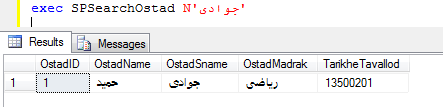 exec SPSearchOstad N'جوادی'
Results Messages
OstadID OstadName OstadSname OstadMadrak TarikheTavallod
1 1 حمید جوادی ریاضی 13500201